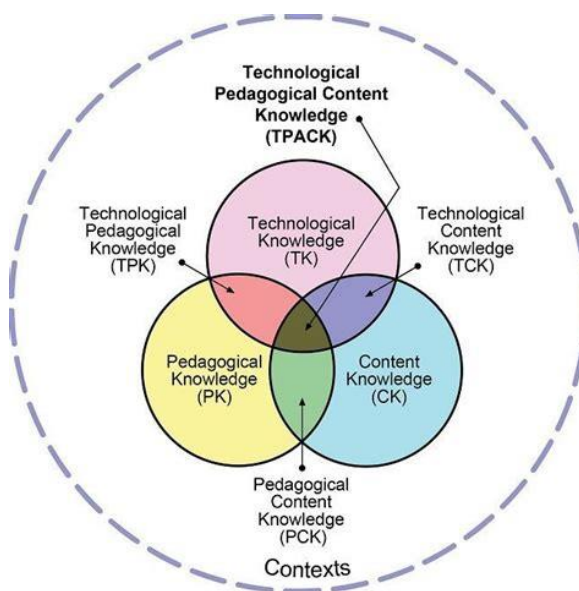 Technological
Pedagogical Content
Knowledge
(TPACK)
Technological
Pedagogical
Knowledge
(TPK)
Technological
Knowledge
(TK)
Technological
Content
Knowledge
(TCK)
Pedagogical
Knowledge
(PK)
Content
Knowledge
(CK)
Pedagogical
Content
Knowledge
(PCK)
Contexts